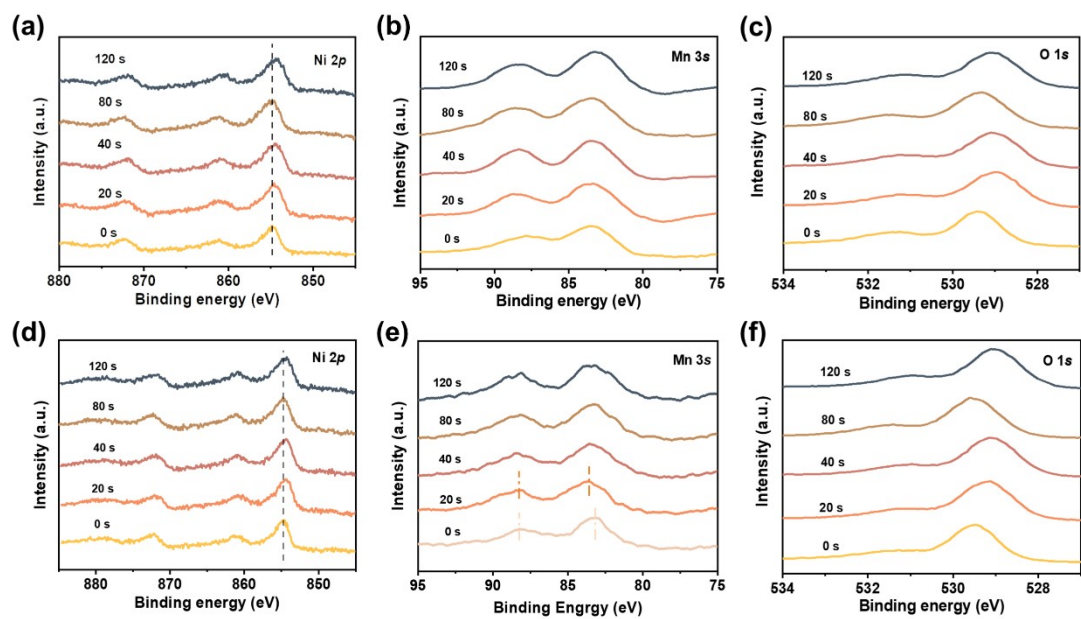 (a)
Ni 2p
120 s
80 s
40 s
20 s
0 s
Intensity (a.u.)
880 870 860 850
Binding energy (eV)
(b)
Mn 3s
120 s
80 s
40 s
20 s
0 s
Intensity (a.u.)
95 90 85 80 75
Binding energy (eV)
(c)
O 1s
120 s
80 s
40 s
20 s
0 s
Intensity (a.u.)
534 532 530 528
Binding energy (eV)
(d)
Ni 2p
120 s
80 s
40 s
20 s
0 s
Intensity (a.u.)
880 870 860 850
Binding energy (eV)
(e)
Mn 3s
120 s
80 s
40 s
20 s
0 s
Intensity (a.u.)
95 90 85 80 75
Binding Engrgy (eV)
(f)
O 1s
120 s
80 s
40 s
20 s
0 s
Intensity (a.u.)
534 532 530 528
Binding energy (eV)